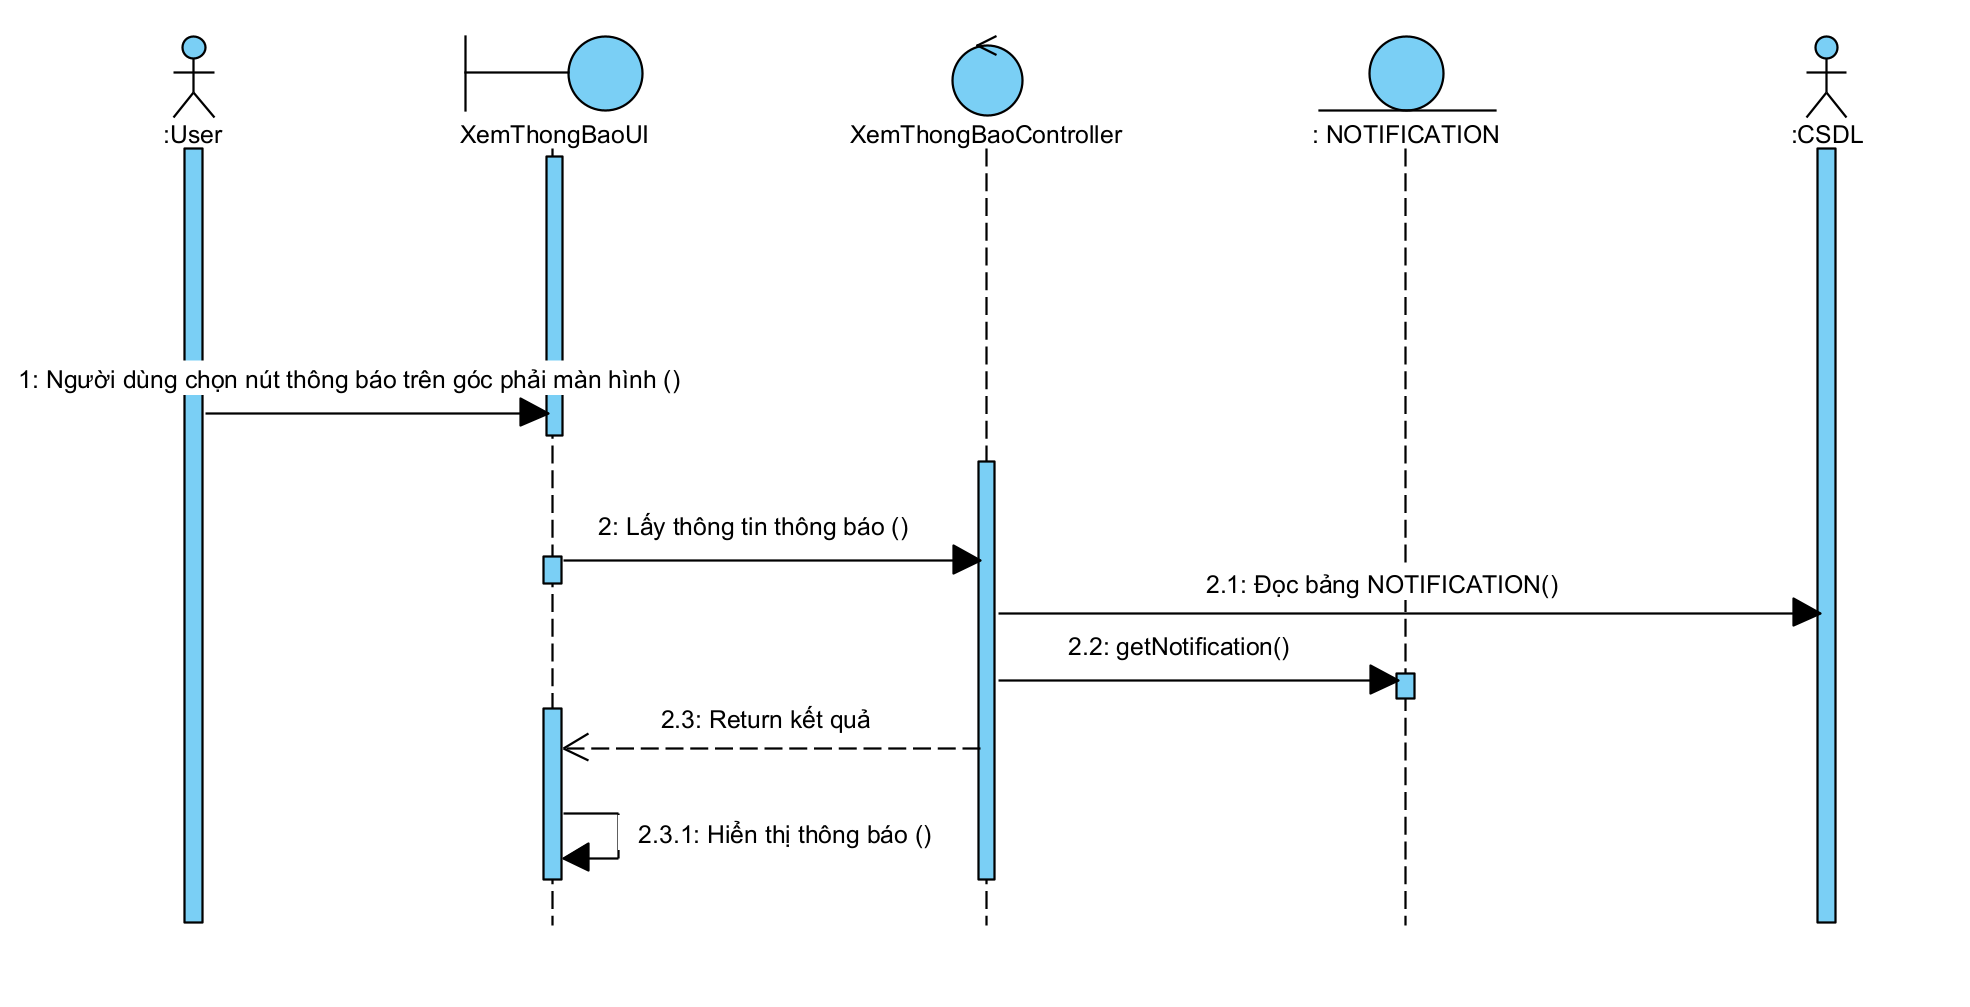 :User
XemThongBaoUI
XemThongBaoController
: NOTIFICATION
:CSDL
1: Người dùng chọn nút thông báo trên góc phải màn hình ()
2: Lấy thông tin thông báo ()
2.1: Đọc bảng NOTIFICATION()
2.2: getNotification()
2.3: Return kết quả
2.3.1: Hiển thị thông báo ()